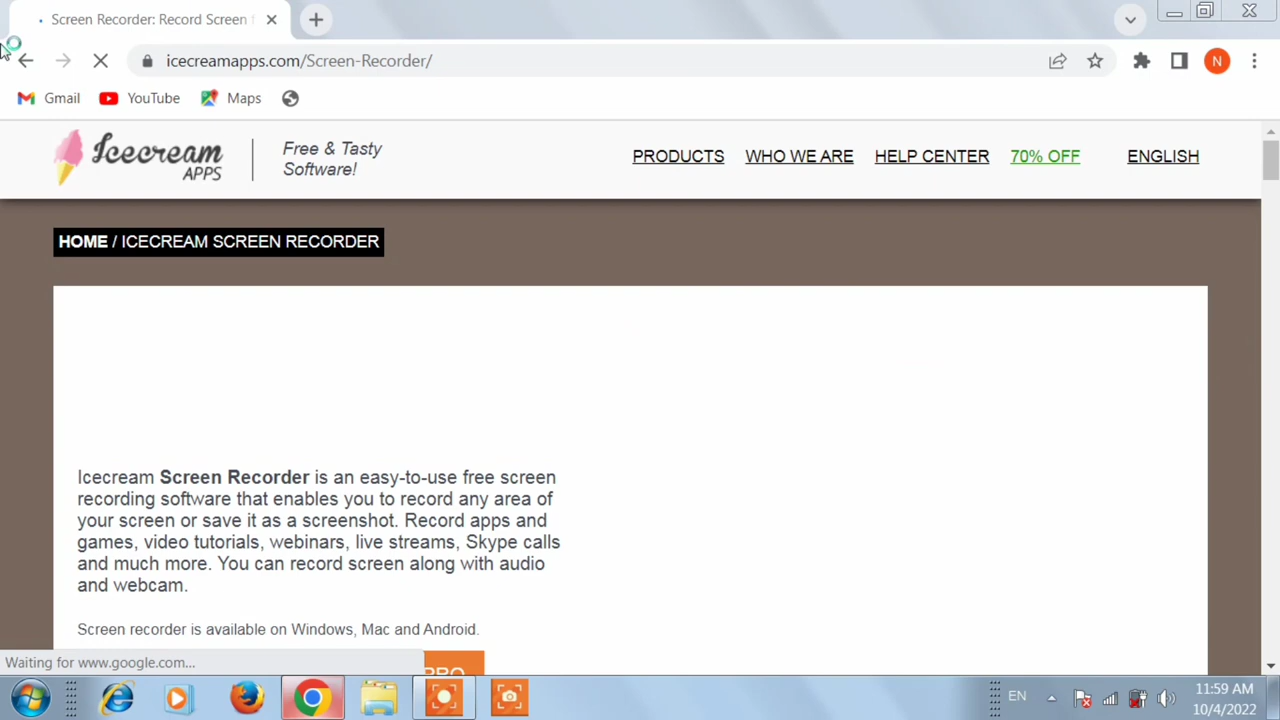 Screen Recorder: Record Screen f
icecreamapps.com/Screen-Recorder/
N
Gmail
YouTube
Maps
Icecream
APPS
Free & Tasty
Software!
PRODUCTS
WHO WE ARE
HELP CENTER
70% OFF
ENGLISH
HOME / ICECREAM SCREEN RECORDER
Icecream Screen Recorder is an easy-to-use free screen
recording software that enables you to record any area of
your screen or save it as a screenshot. Record apps and
games, video tutorials, webinars, live streams, Skype calls
and much more. You can record screen along with audio
and webcam.
Screen recorder is available on Windows, Mac and Android.
PRO
Waiting for www.google.com...
EN
11:59 AM
10/4/2022